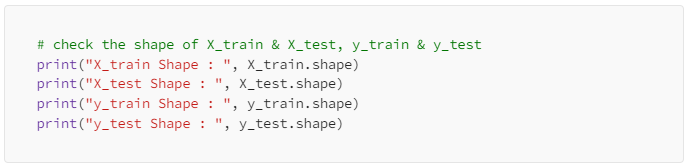 # check the shape of X_train & X_test, y_train & y_test
print("X_train Shape : ", X_train.shape)
print("X_test Shape : ", X_test.shape)
print("y_train Shape : ", y_train.shape)
print("y_test Shape : ", y_test.shape)